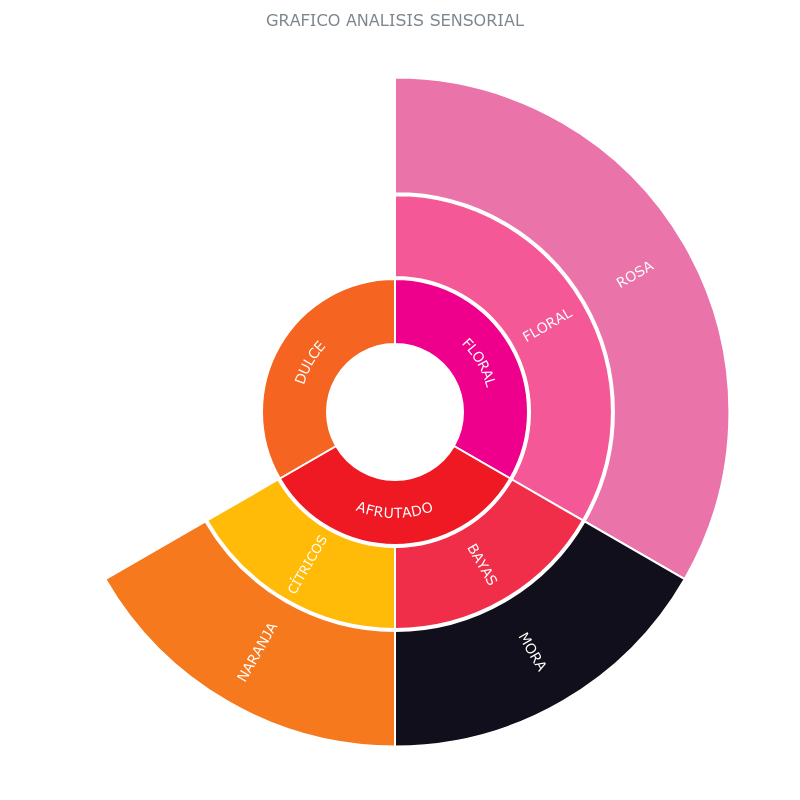 GRAFICO ANALISIS SENSORIAL
ROSA
FLORAL
FLORAL
DULCE
AFRUTADO
CÍTRICOS
BAYAS
NARANJA
MORA